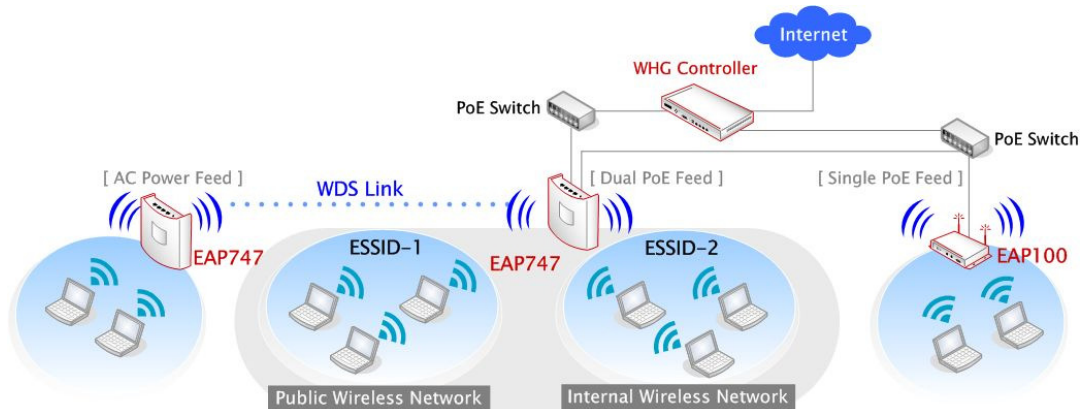 Internet
WHG Controller
PoE Switch
PoE Switch
[ AC Power Feed ]
WDS Link
[ Dual PoE Feed ]
[ Single PoE Feed ]
EAP747
ESSID-1
EAP747
ESSID-2
EAP100
Public Wireless Network
Internal Wireless Network